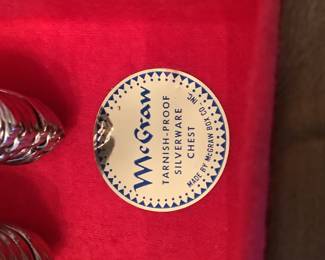 McGraw
TARNISH-PROOF
SILVERWARE
CHEST
MADE BY McGRAW BOX CO., INC.